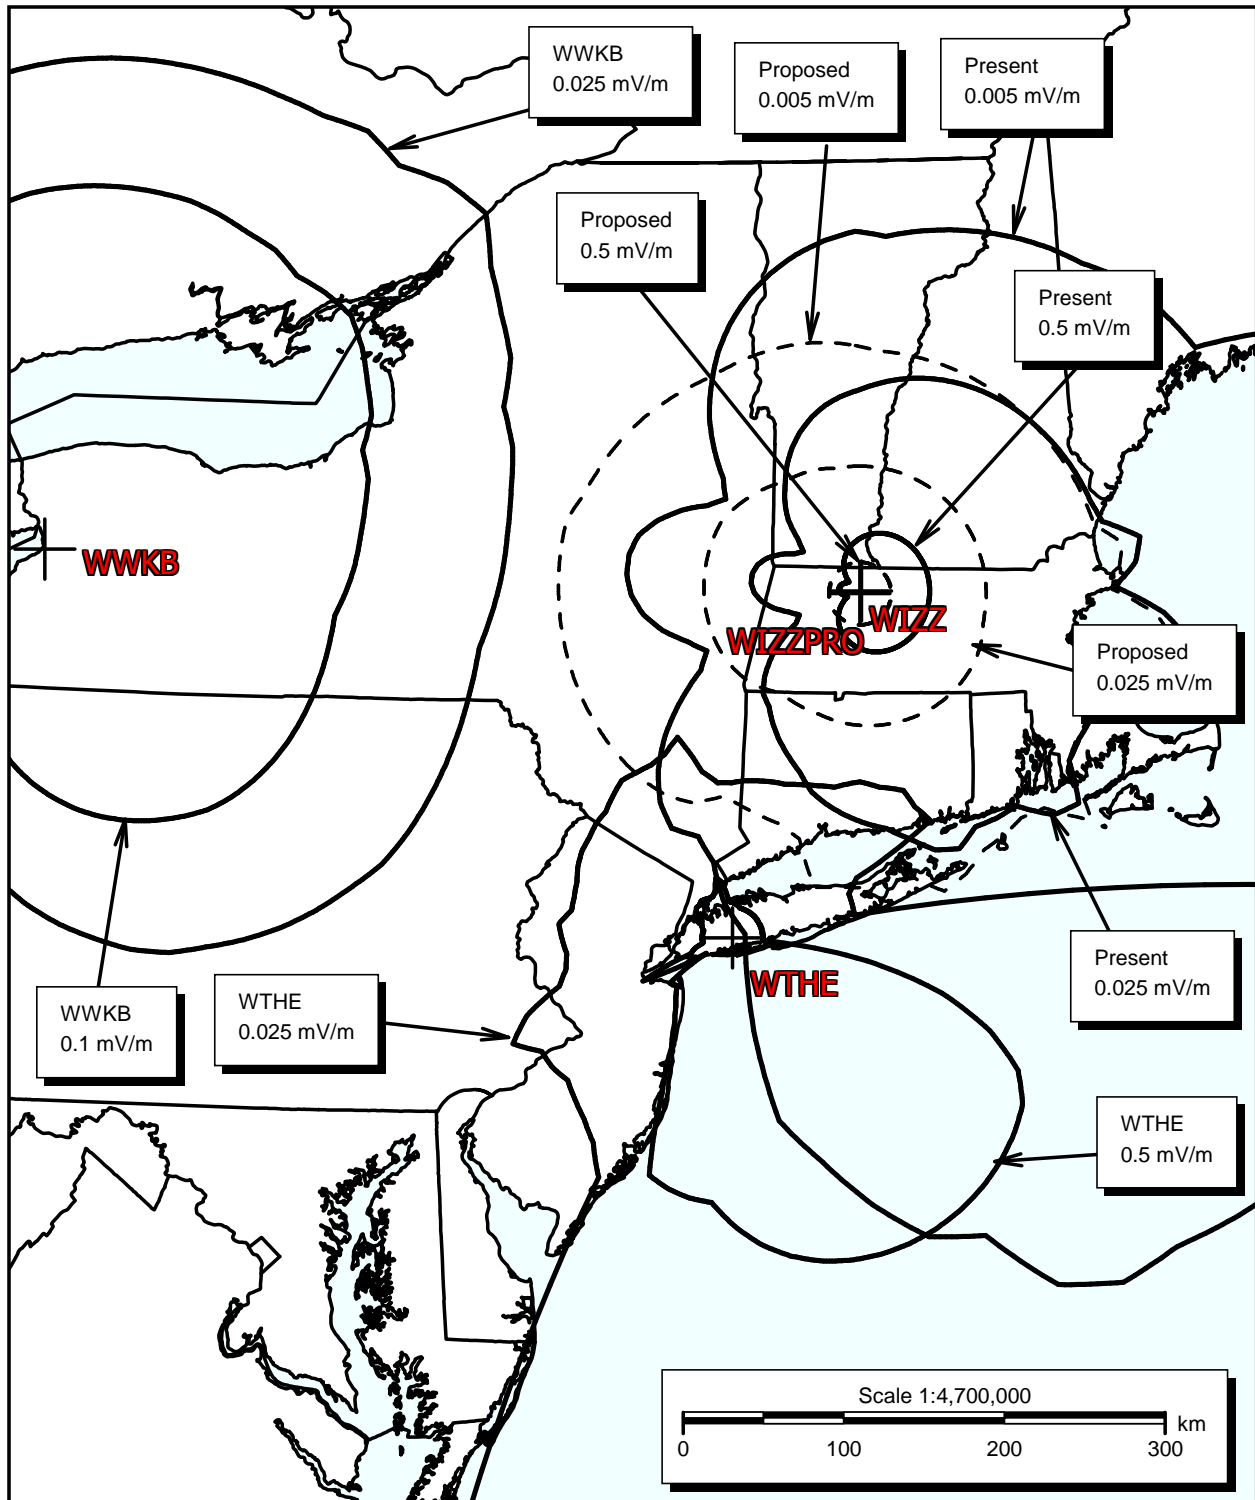 WWKB
0.025 mV/m
Proposed
0.005 mV/m
Present
0.005 mV/m
Proposed
0.5 mV/m
Present
0.5 mV/m
WWKB
WIZZ
WIZZPRO
Proposed
0.025 mV/m
WTHE
Present
0.025 mV/m
WWKB
0.1 mV/m
WTHE
0.025 mV/m
WTHE
0.5 mV/m
Scale 1:4,700,000
km
0 100 200 300